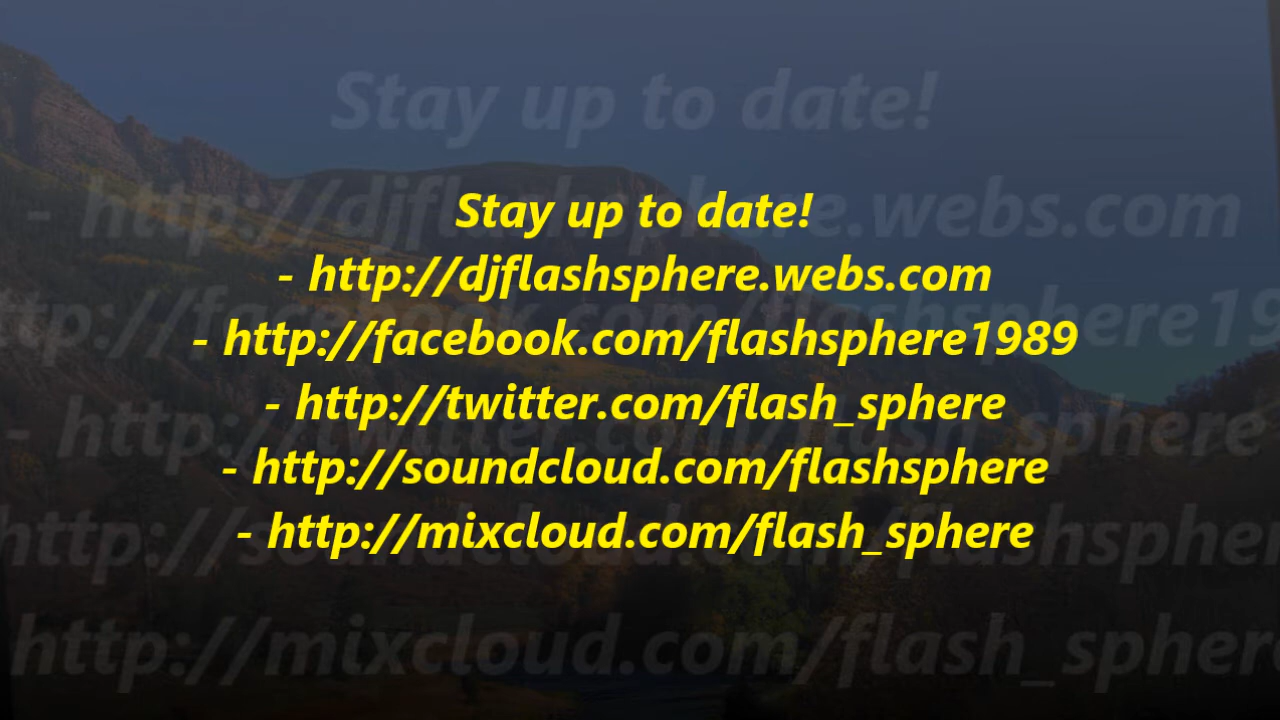 Stay up to date!
- http://djflashsphere.webs.com
- http://facebook.com/flashsphere1989
- http://twitter.com/flash_sphere
- http://soundcloud.com/flashsphere
- http://mixcloud.com/flash_sphere